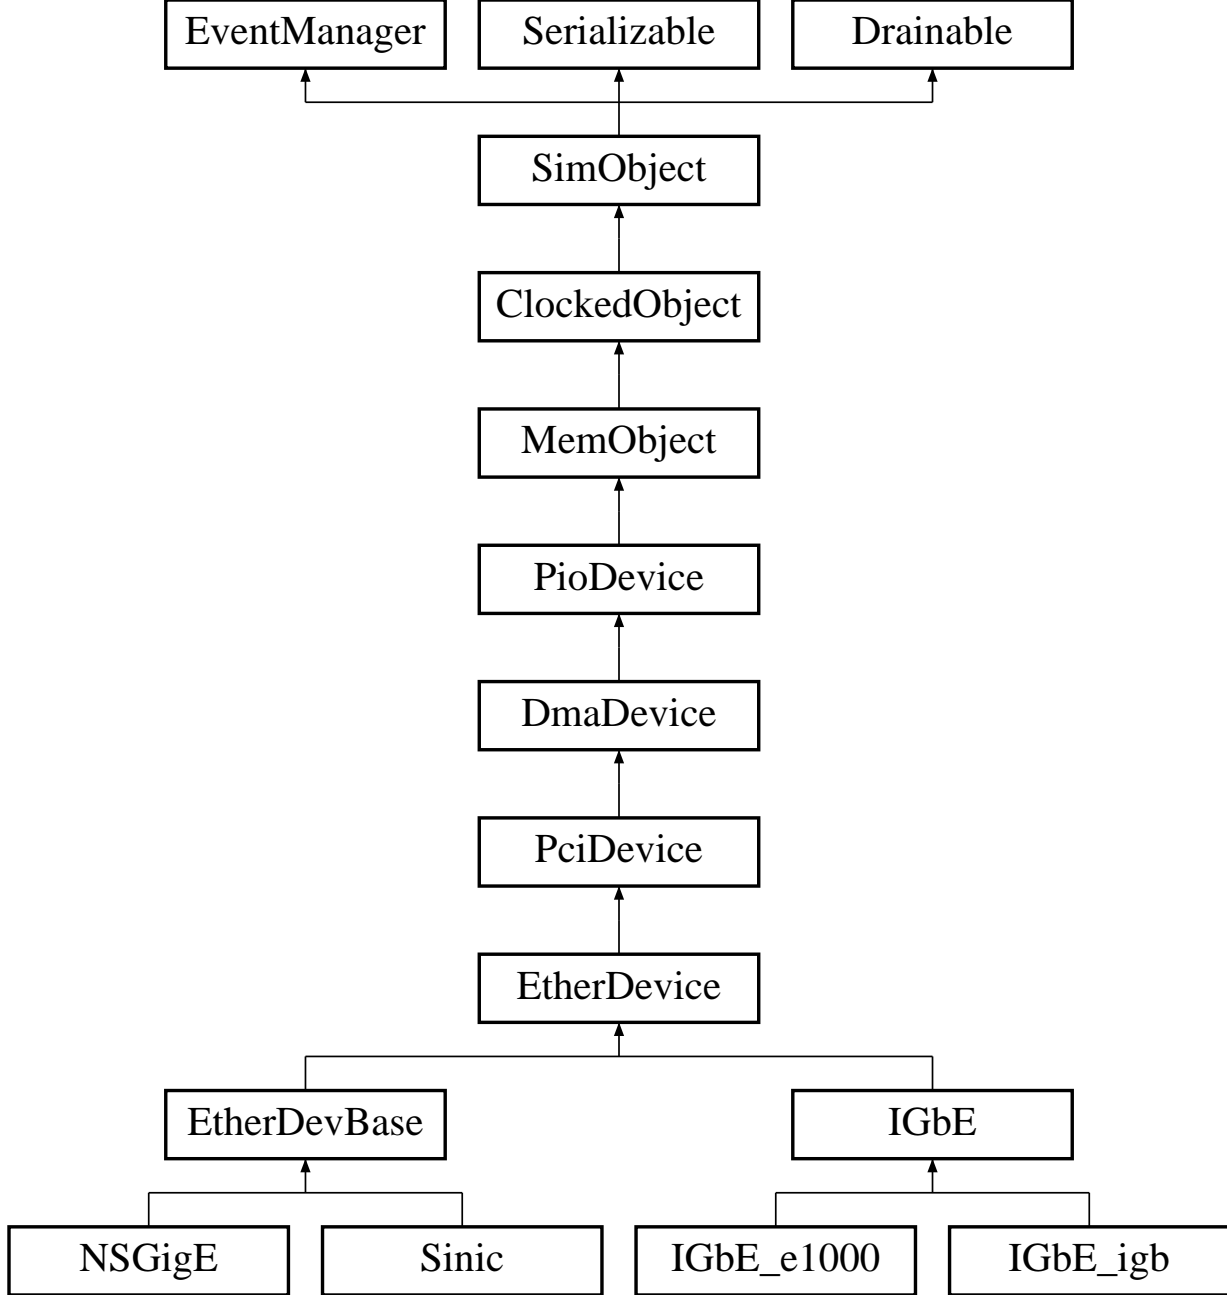 EventManager
Serializable
Drainable
SimObject
ClockedObject
MemObject
PioDevice
DmaDevice
PciDevice
EtherDevice
EtherDevBase
IGbE
NSGigE
Sinic
IGbE_e1000
IGbE_igb